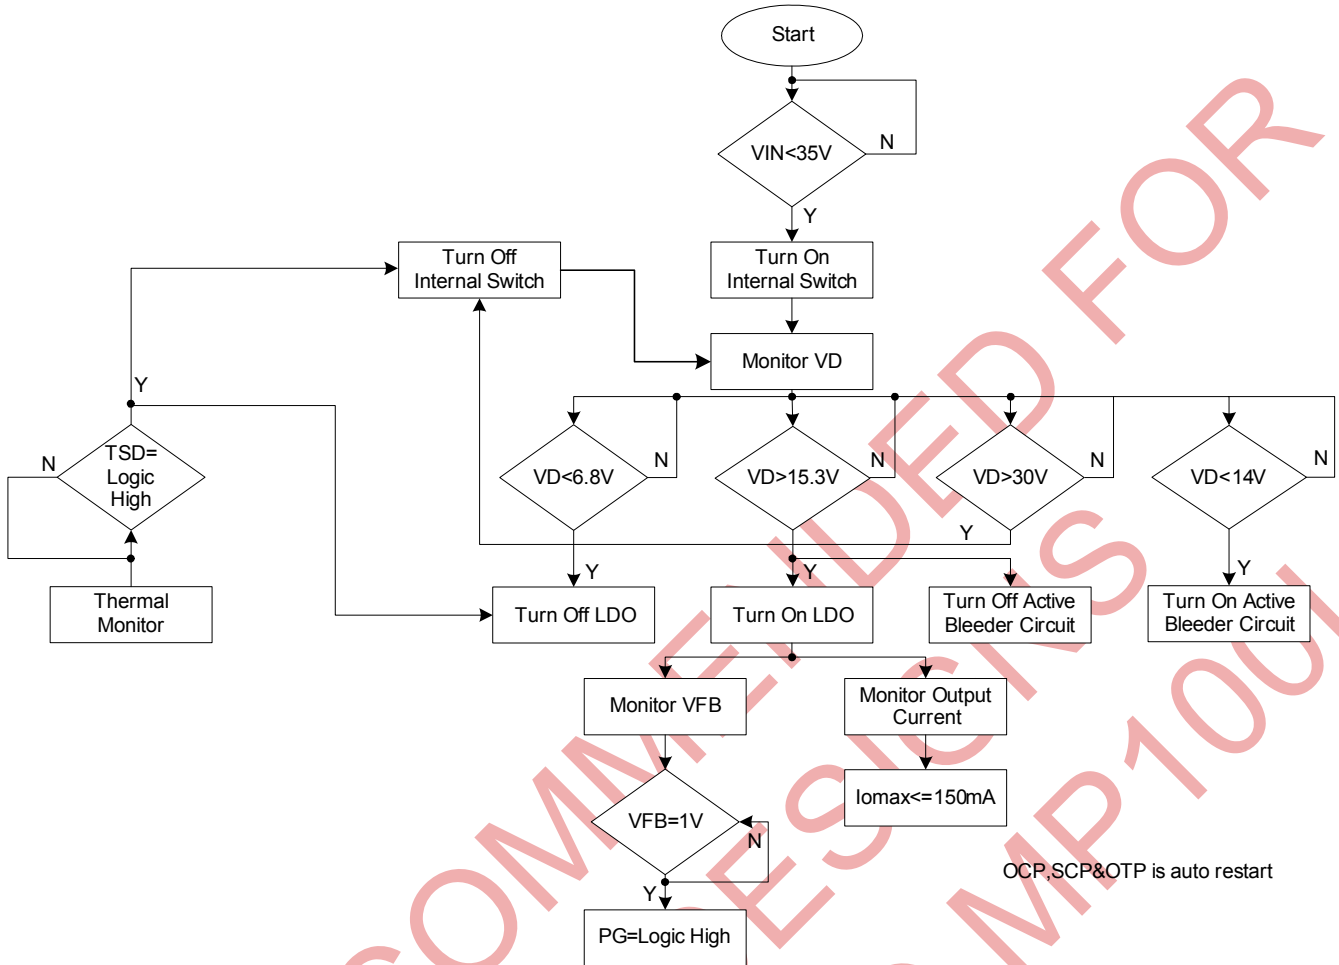 Start
VIN<35V
N
Y
Turn Off
Internal Switch
Turn On
Internal Switch
Monitor VD
Y
N
TSD=
Logic
High
VD<6.8V
N
VD>15.3V
N
VD>30V
N
VD<14V
N
Y
Y
Y
Y
Thermal
Monitor
Turn Off LDO
Turn On LDO
Turn Off Active
Bleeder Circuit
Turn On Active
Bleeder Circuit
Monitor VFB
Monitor Output
Current
VFB=1V
N
Iomax<=150mA
Y
PG=Logic High
OCP,SCP&OTP is auto restart
COMMENDED FOR
DESIGNS
MP100